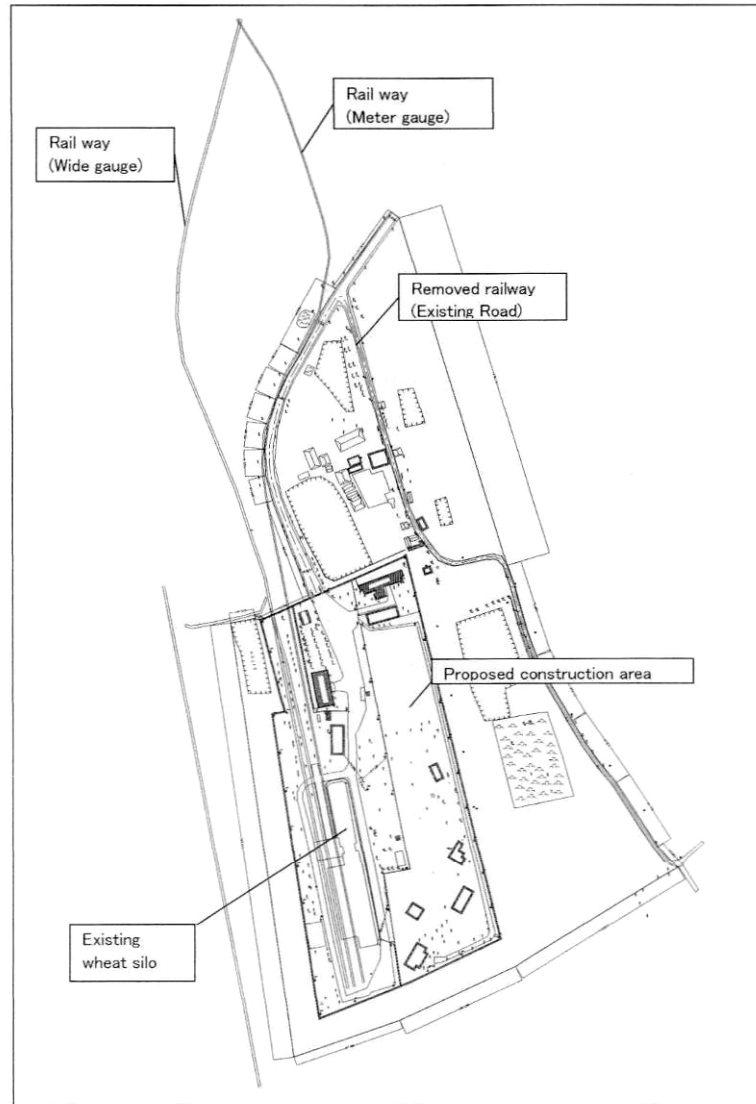 Rail way
(Meter gauge)
Rail way
(Wide gauge)
Removed railway
(Existing Road)
Proposed construction area
Existing
wheat silo